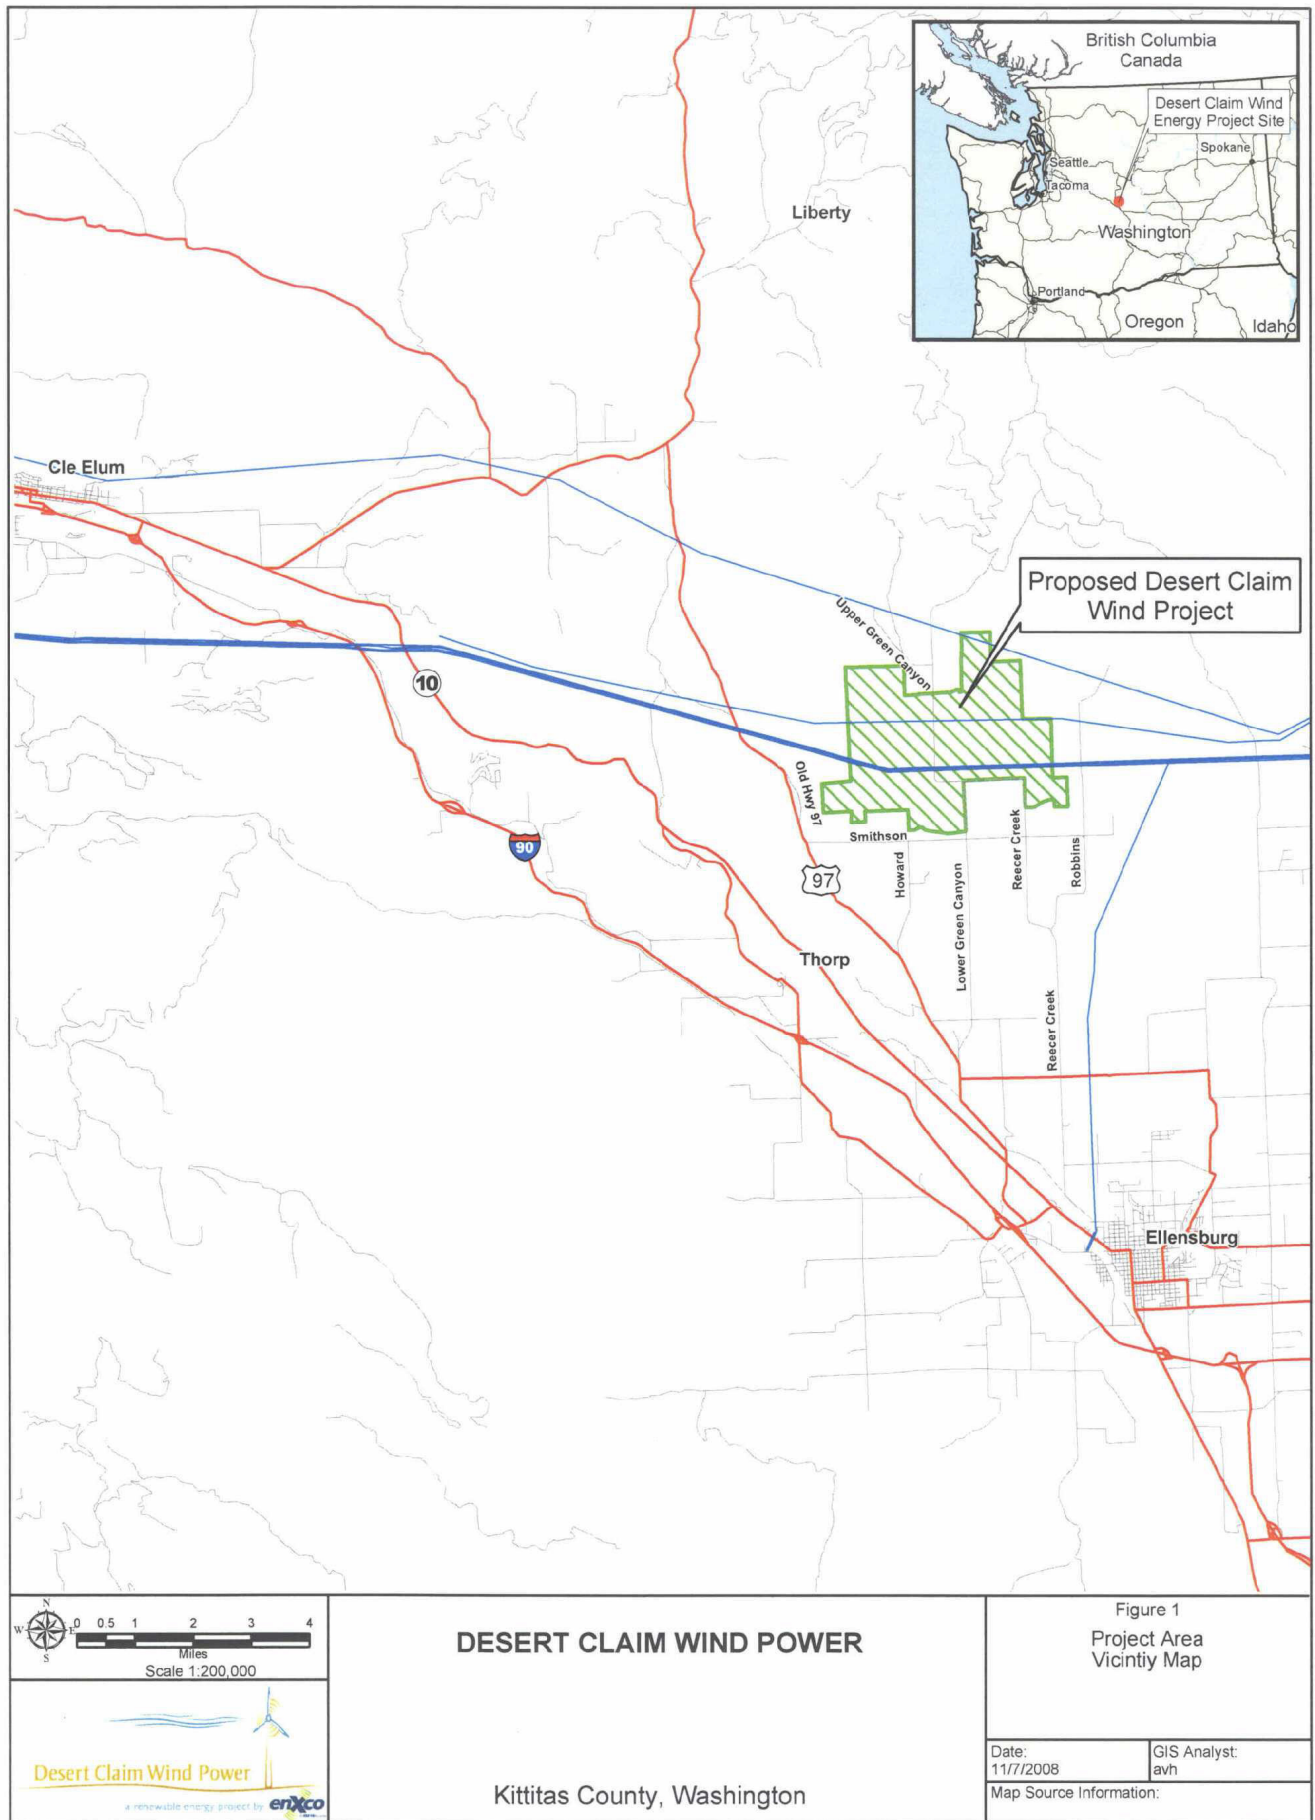 British Columbia
Canada
Desert Claim Wind
Energy Project Site
Spokane
Seattle
Tacoma
Washington
Portland
Oregon
Idaho
Liberty
Cle Elum
Proposed Desert Claim
Wind Project
Upper Green Canyon
10
Old Hwy 97
Smithson
90
97
Howard
Lower Green Canyon
Reecer Creek
Robbins
Thorp
Reecer Creek
Ellensburg
N
W
E
S
0 0.5 1 2 3 4
Miles
Scale 1:200,000
DESERT CLAIM WIND POWER
Kittitas County, Washington
Figure 1
Project Area
Vicintiy Map
Date:
11/7/2008
GIS Analyst:
avh
Map Source Information:
Desert Claim Wind Power
a renewable energy project by enXco